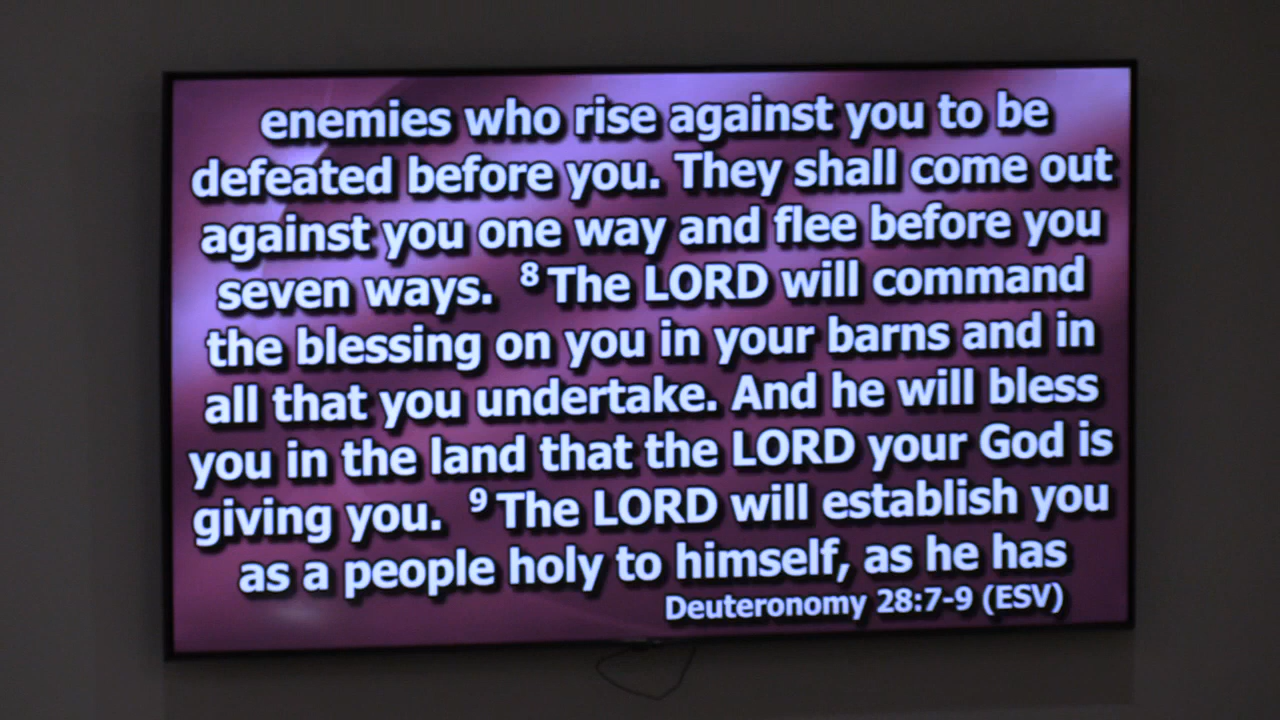 enemies who rise against you to be
defeated before you. They shall come out
against you one way and flee before you
seven ways. 8 The LORD will command
the blessing on you in your barns and in
all that you undertake. And he will bless
you in the land that the LORD your God is
giving you. 9 The LORD will establish you
as a people holy to himself, as he has
Deuteronomy 28:7-9 (ESV)